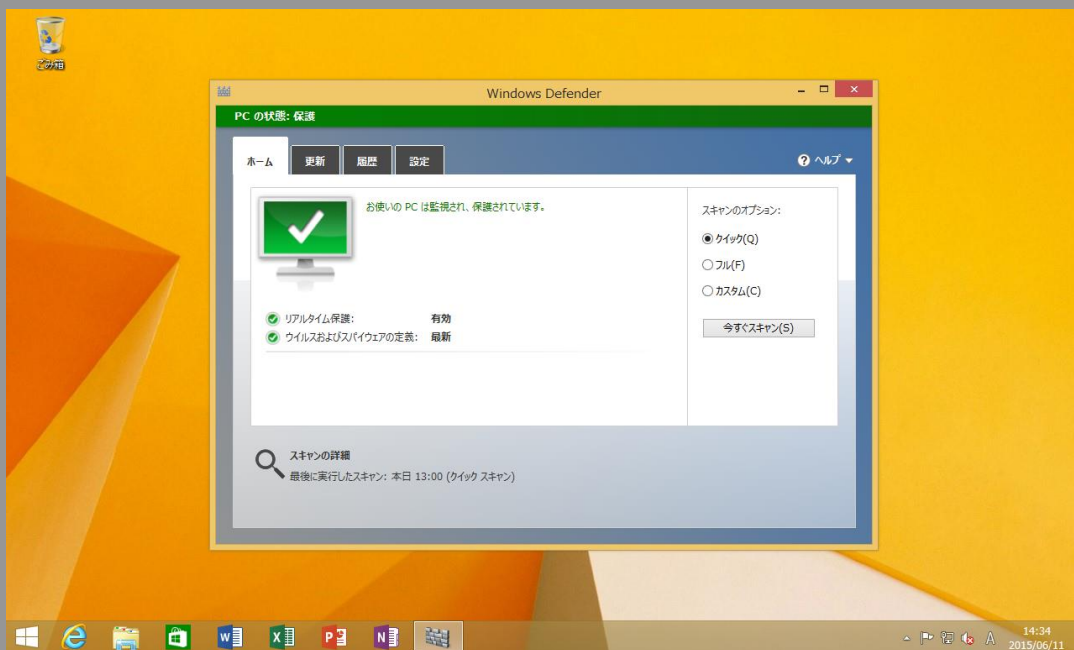 ごみ箱
Windows Defender
PC の状態: 保護
ホーム 更新 履歴 設定 ヘルプ
お使いの PC は監視され、保護されています。
スキャンのオプション:
クイック(Q)
フル(F)
カスタム(C)
今すぐスキャン(S)
リアルタイム保護: 有効
ウイルスおよびスパイウェアの定義: 最新
スキャンの詳細
最後に実行したスキャン: 本日 13:00 (クイック スキャン)
A
14:34
2015/06/11